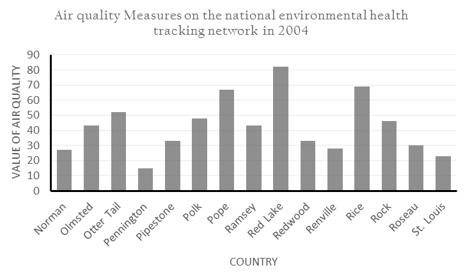 Air quality Measures on the national environmental health
tracking network in 2004
VALUE OF AIR QUALITY
90
80
70
60
50
40
30
20
10
0
Norman
Olmsted
Otter Tail
Pennington
Pipestone
Polk
Pope
Ramsey
Red Lake
Redwood
Renville
Rice
Rock
Roseau
St. Louis
COUNTRY